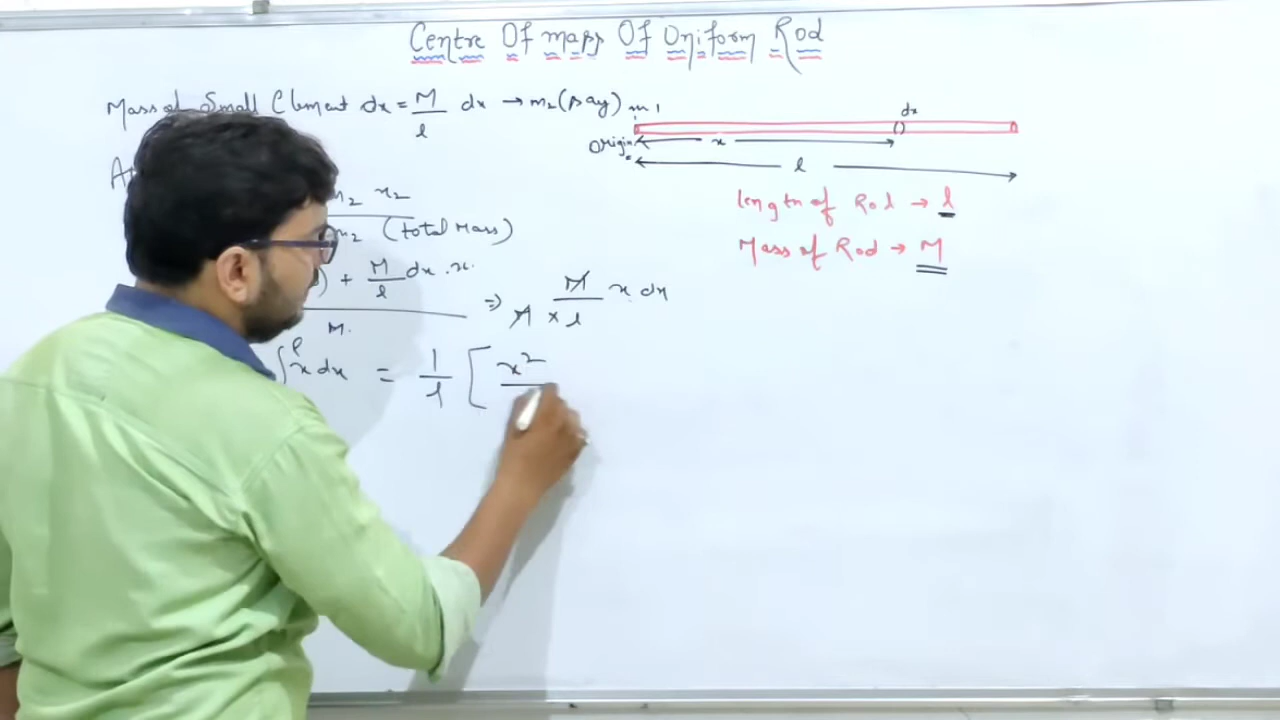 Centre Of mass Of Uniform Rod
Mass of Small Element dx = M/l dx → m₂ (say)
m1
dx
Origin
x
l
m₂ x₂
m₂ (total Mass)
length of Rod → l
Mass of Rod → M
) + M/l dx . x
M.
⇒ M/M × l x dx
∫ˡ x dx = 1/l [ x²